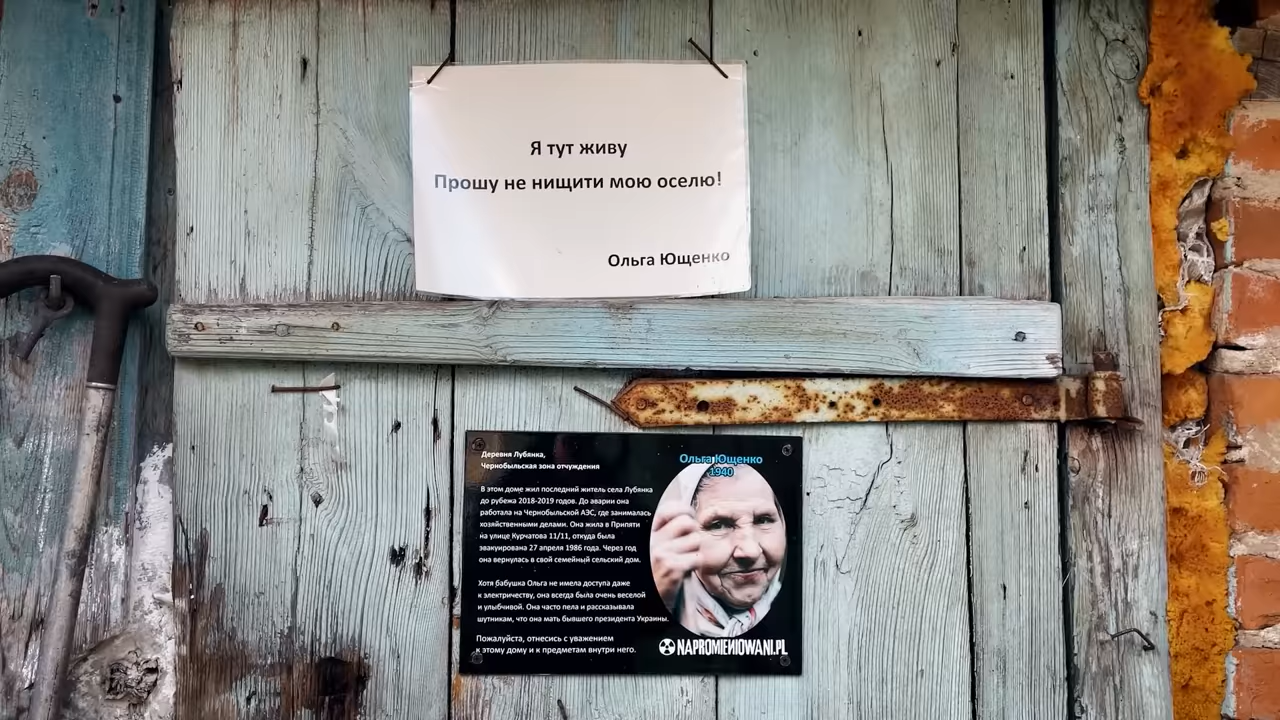 Я тут живу
Прошу не нищити мою оселю!
Ольга Ющенко
Деревня Лубянка,
Чернобыльская зона отчуждения
Ольга Ющенко
1940
В этом доме жил последний житель села Лубянка
до рубежа 2018-2019 годов. До аварии она
работала на Чернобыльской АЭС, где занималась
хозяйственными делами. Она жила в Припяти
на улице Курчатова 11/11, откуда была
эвакуирована 27 апреля 1986 года. Через год
она вернулась в свой семейный сельский дом.
Хотя бабушка Ольга не имела доступа даже
к электричеству, она всегда была очень веселой
и улыбчивой. Она часто пела и рассказывала
шутникам, что она мать бывшего президента Украины.
Пожалуйста, отнесись с уважением
к этому дому и к предметам внутри него.
NAPROMIENIOWANI.PL